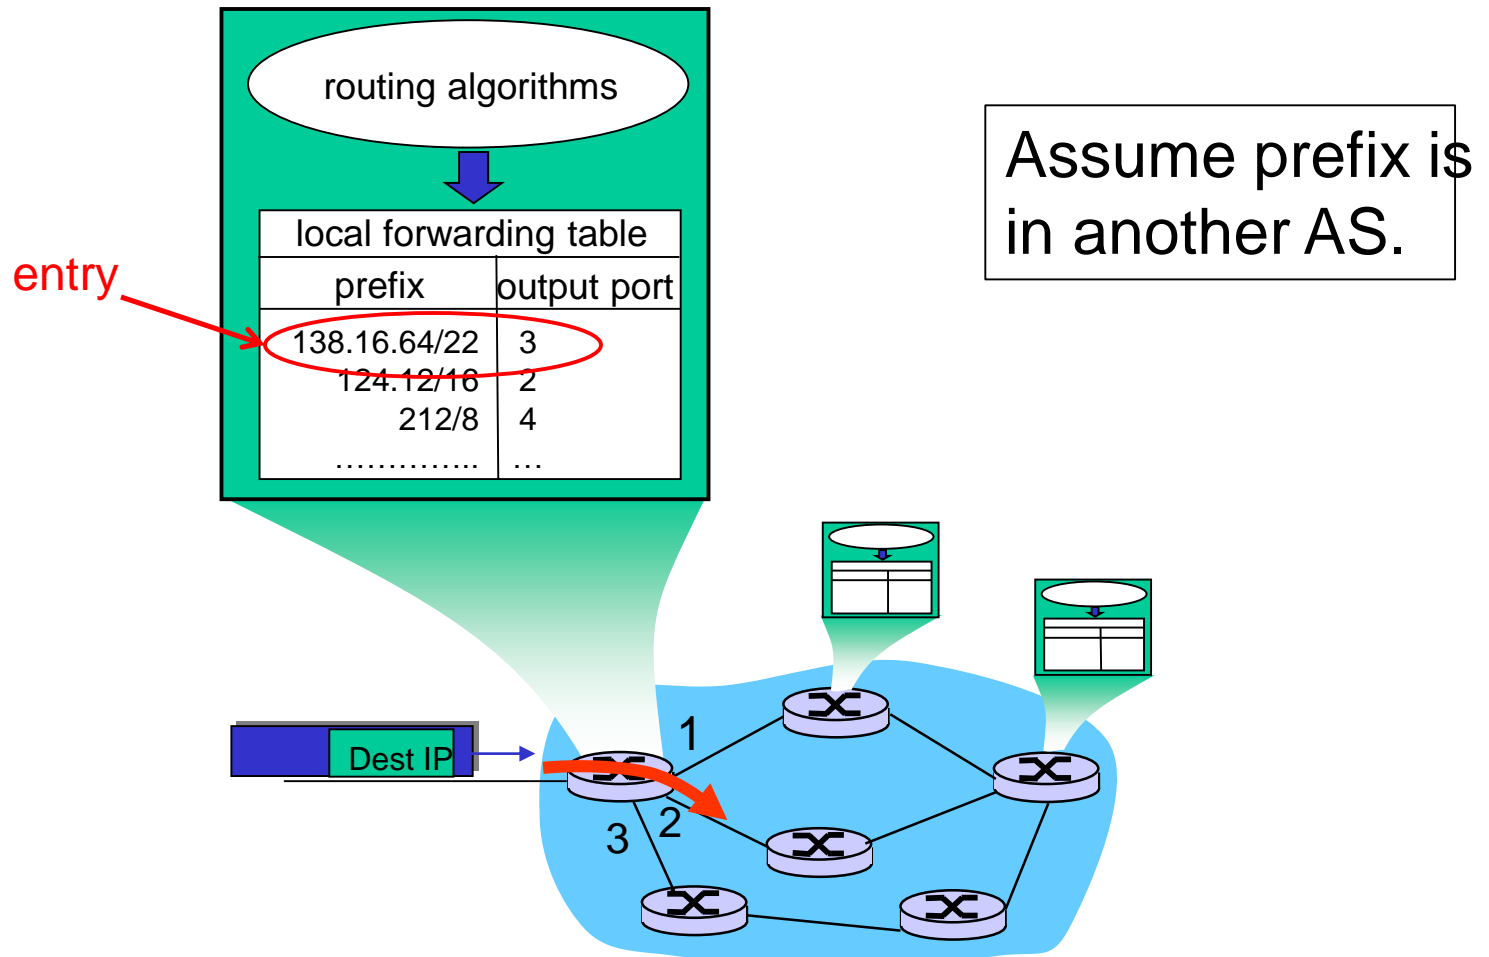 routing algorithms
Assume prefix is
in another AS.
local forwarding table
entry
prefix output port
138.16.64/22 3
124.12/16 2
212/8 4
………….. …
1
Dest IP
2
3